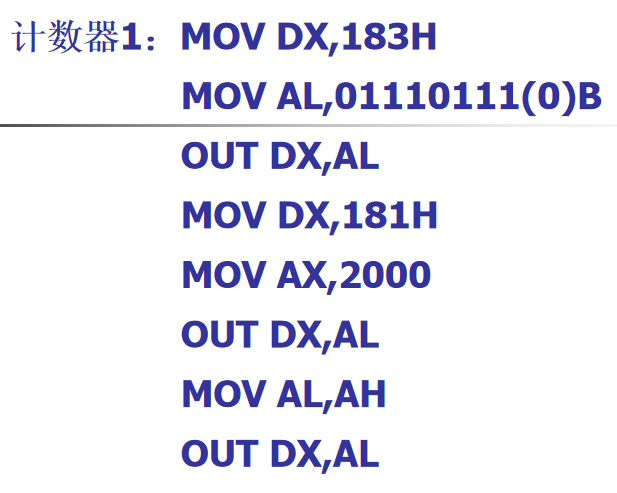 计数器1：MOV DX,183H
MOV AL,01110111(0)B
OUT DX,AL
MOV DX,181H
MOV AX,2000
OUT DX,AL
MOV AL,AH
OUT DX,AL